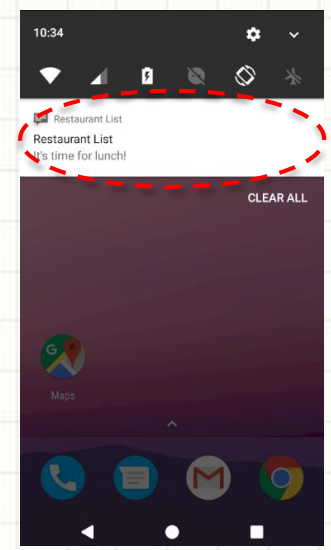 10:34
Restaurant List
Restaurant List
It's time for lunch!
CLEAR ALL
G
Maps